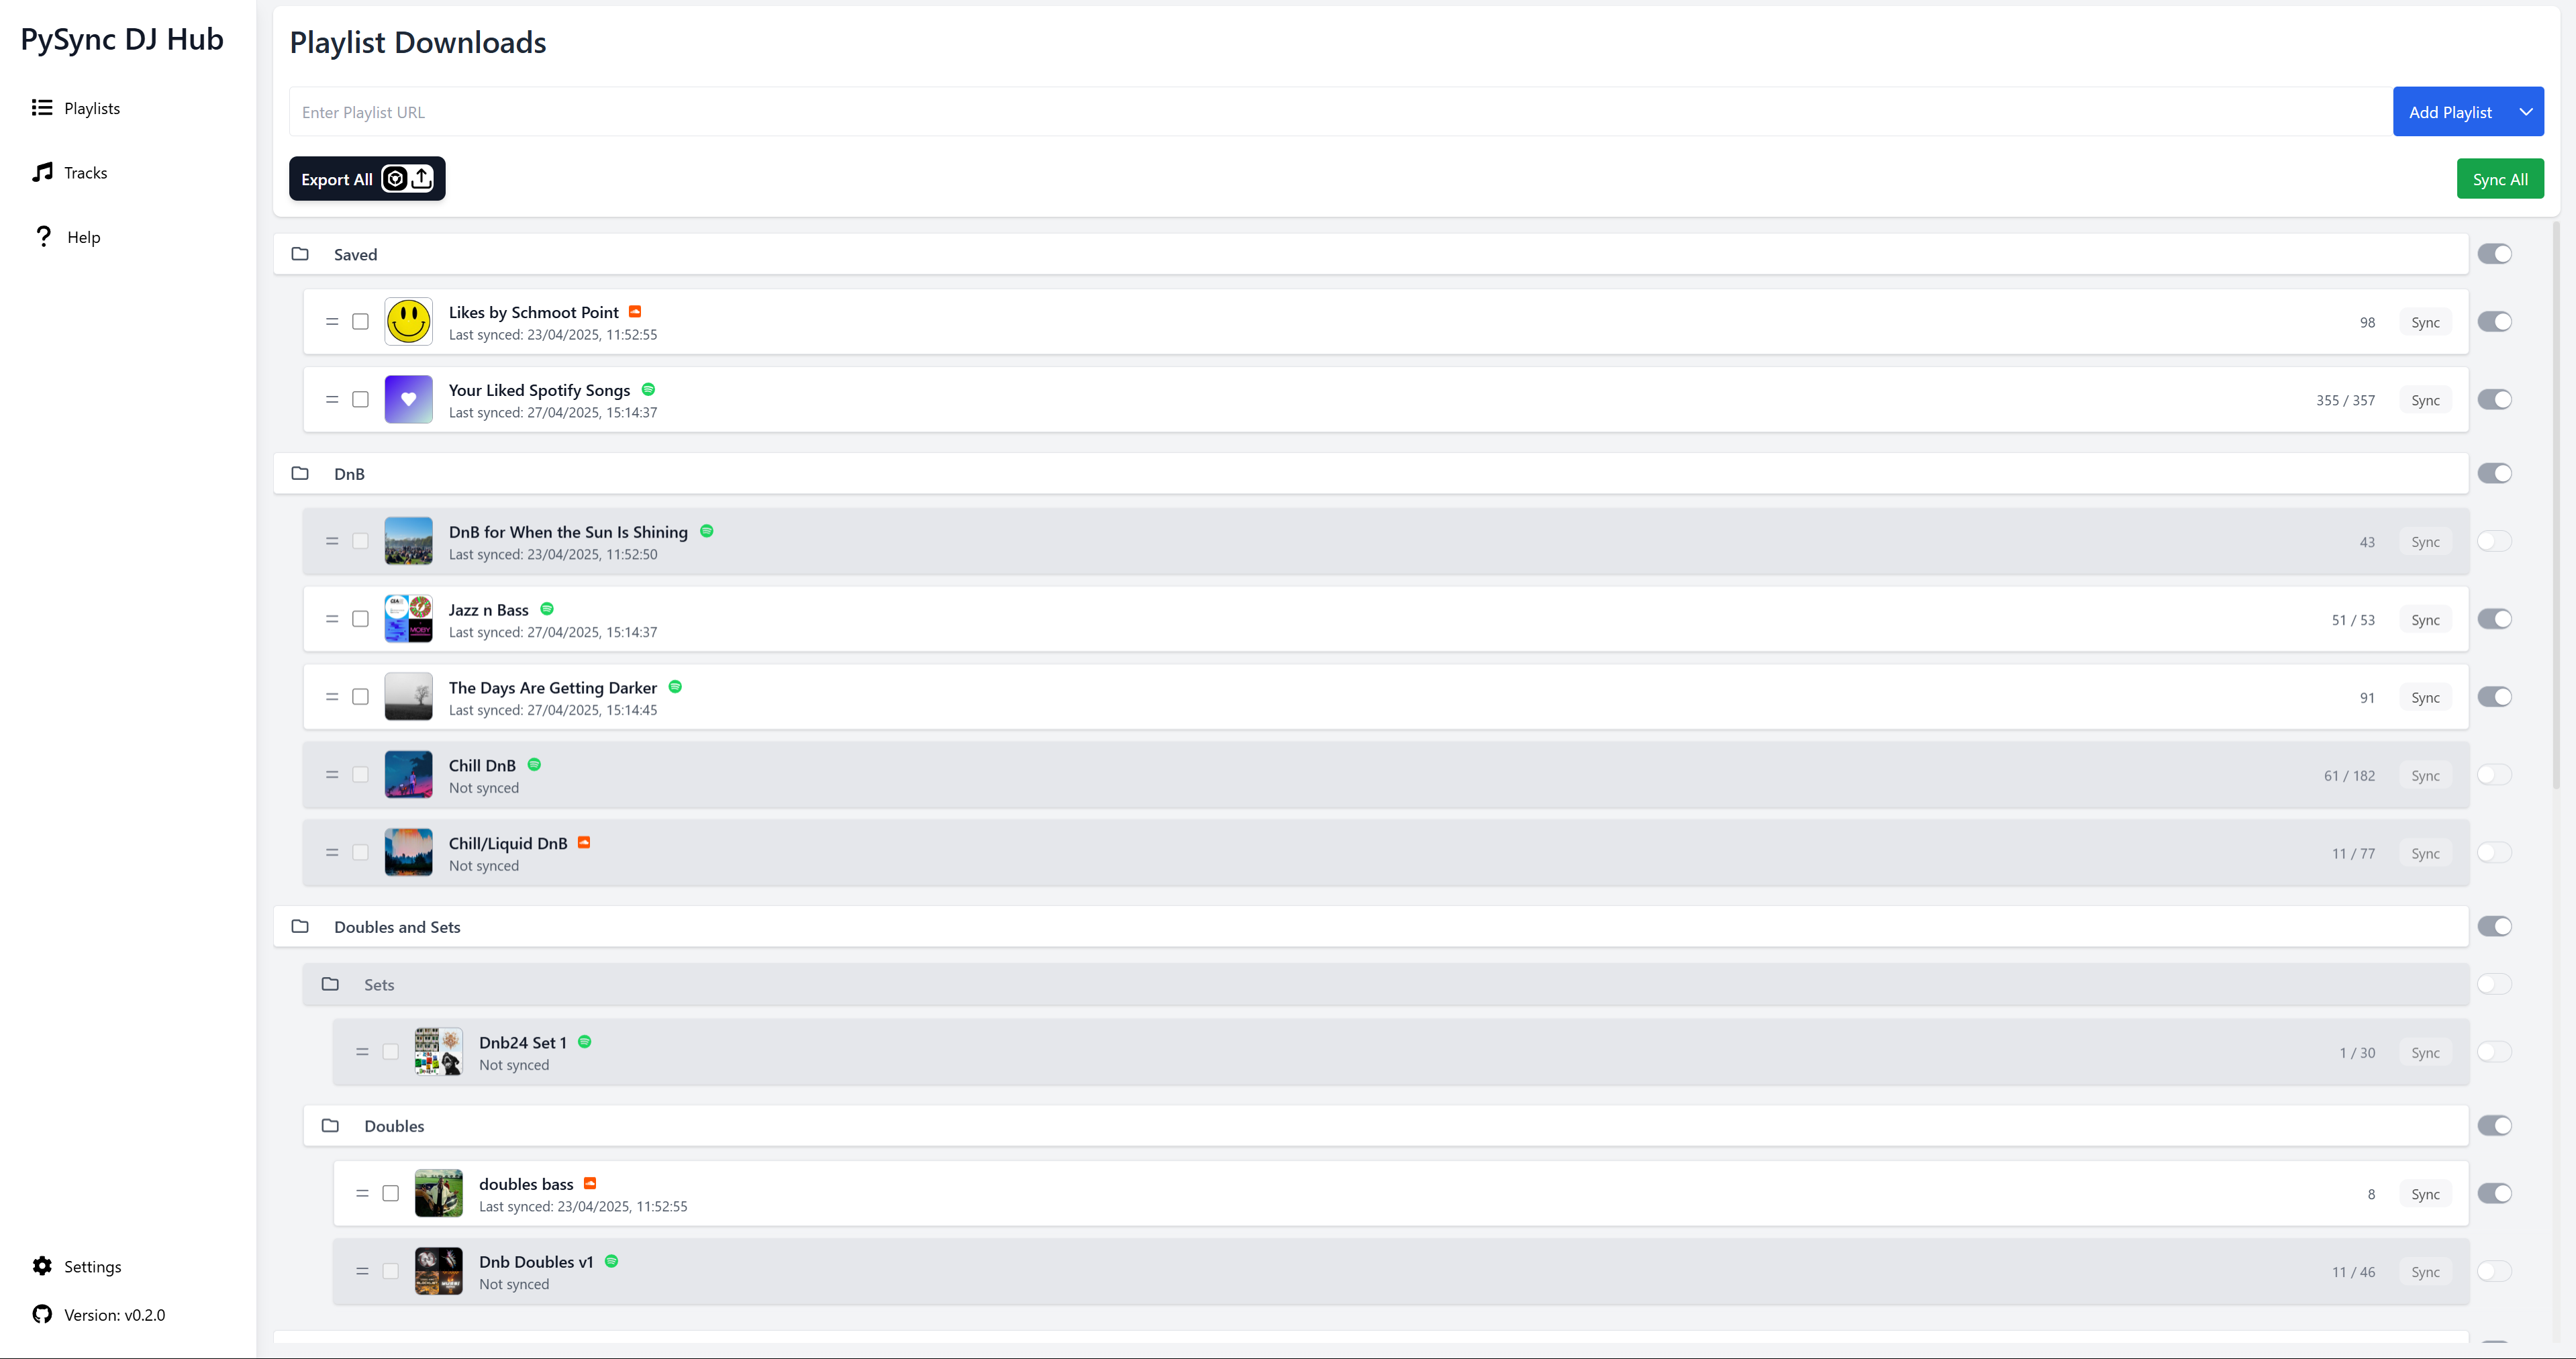 PySync DJ Hub
Playlists
Tracks
Help
Settings
Version: v0.2.0
Playlist Downloads
Enter Playlist URL
Add Playlist
Export All
Sync All
Saved
Likes by Schmoot Point
Last synced: 23/04/2025, 11:52:55
98
Sync
Your Liked Spotify Songs
Last synced: 27/04/2025, 15:14:37
355 / 357
Sync
DnB
DnB for When the Sun Is Shining
Last synced: 23/04/2025, 11:52:50
43
Sync
Jazz n Bass
Last synced: 27/04/2025, 15:14:37
51 / 53
Sync
The Days Are Getting Darker
Last synced: 27/04/2025, 15:14:45
91
Sync
Chill DnB
Not synced
61 / 182
Sync
Chill/Liquid DnB
Not synced
11 / 77
Sync
Doubles and Sets
Sets
Dnb24 Set 1
Not synced
1 / 30
Sync
Doubles
doubles bass
Last synced: 23/04/2025, 11:52:55
8
Sync
Dnb Doubles v1
Not synced
11 / 46
Sync